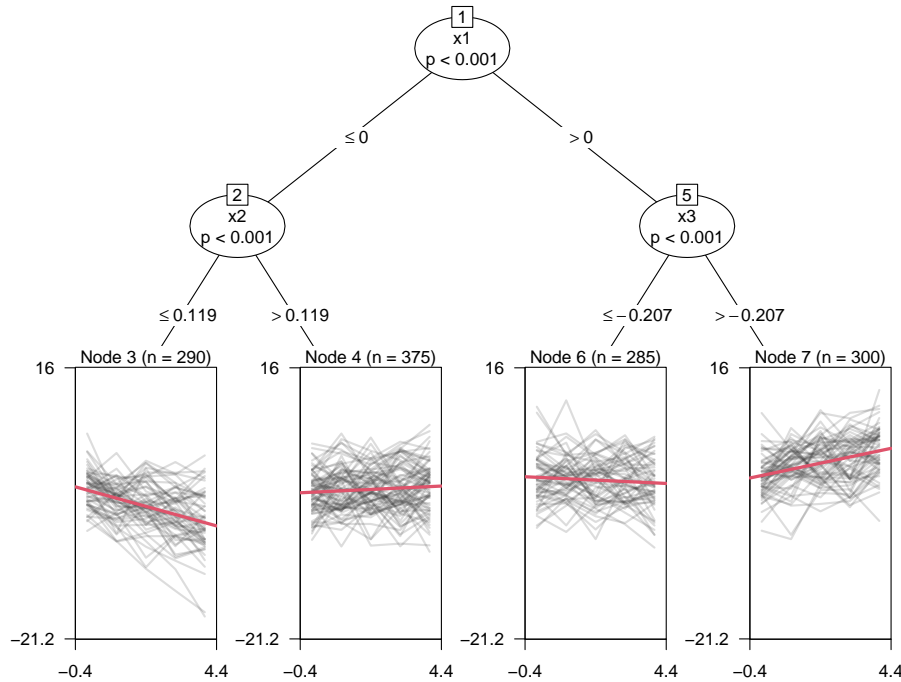 1
x1
p < 0.001
≤ 0
> 0
2
x2
p < 0.001
5
x3
p < 0.001
≤ 0.119
> 0.119
≤ −0.207
> −0.207
Node 3 (n = 290)
16
−21.2
−0.4
4.4
Node 4 (n = 375)
16
−21.2
−0.4
4.4
Node 6 (n = 285)
16
−21.2
−0.4
4.4
Node 7 (n = 300)
16
−21.2
−0.4
4.4